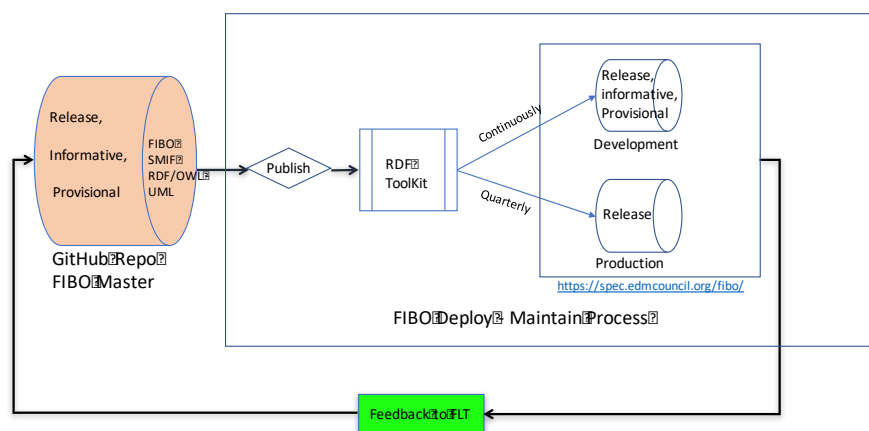 Release,
Informative,
Provisional
FIBO
SMIF
RDF/OWL
UML
GitHub Repo
FIBO Master
Publish
RDF
ToolKit
Continuously
Quarterly
Release,
informative,
Provisional
Development
Release
Production
https://spec.edmcouncil.org/fibo/
FIBO Deploy – Maintain Process
Feedback to FLT